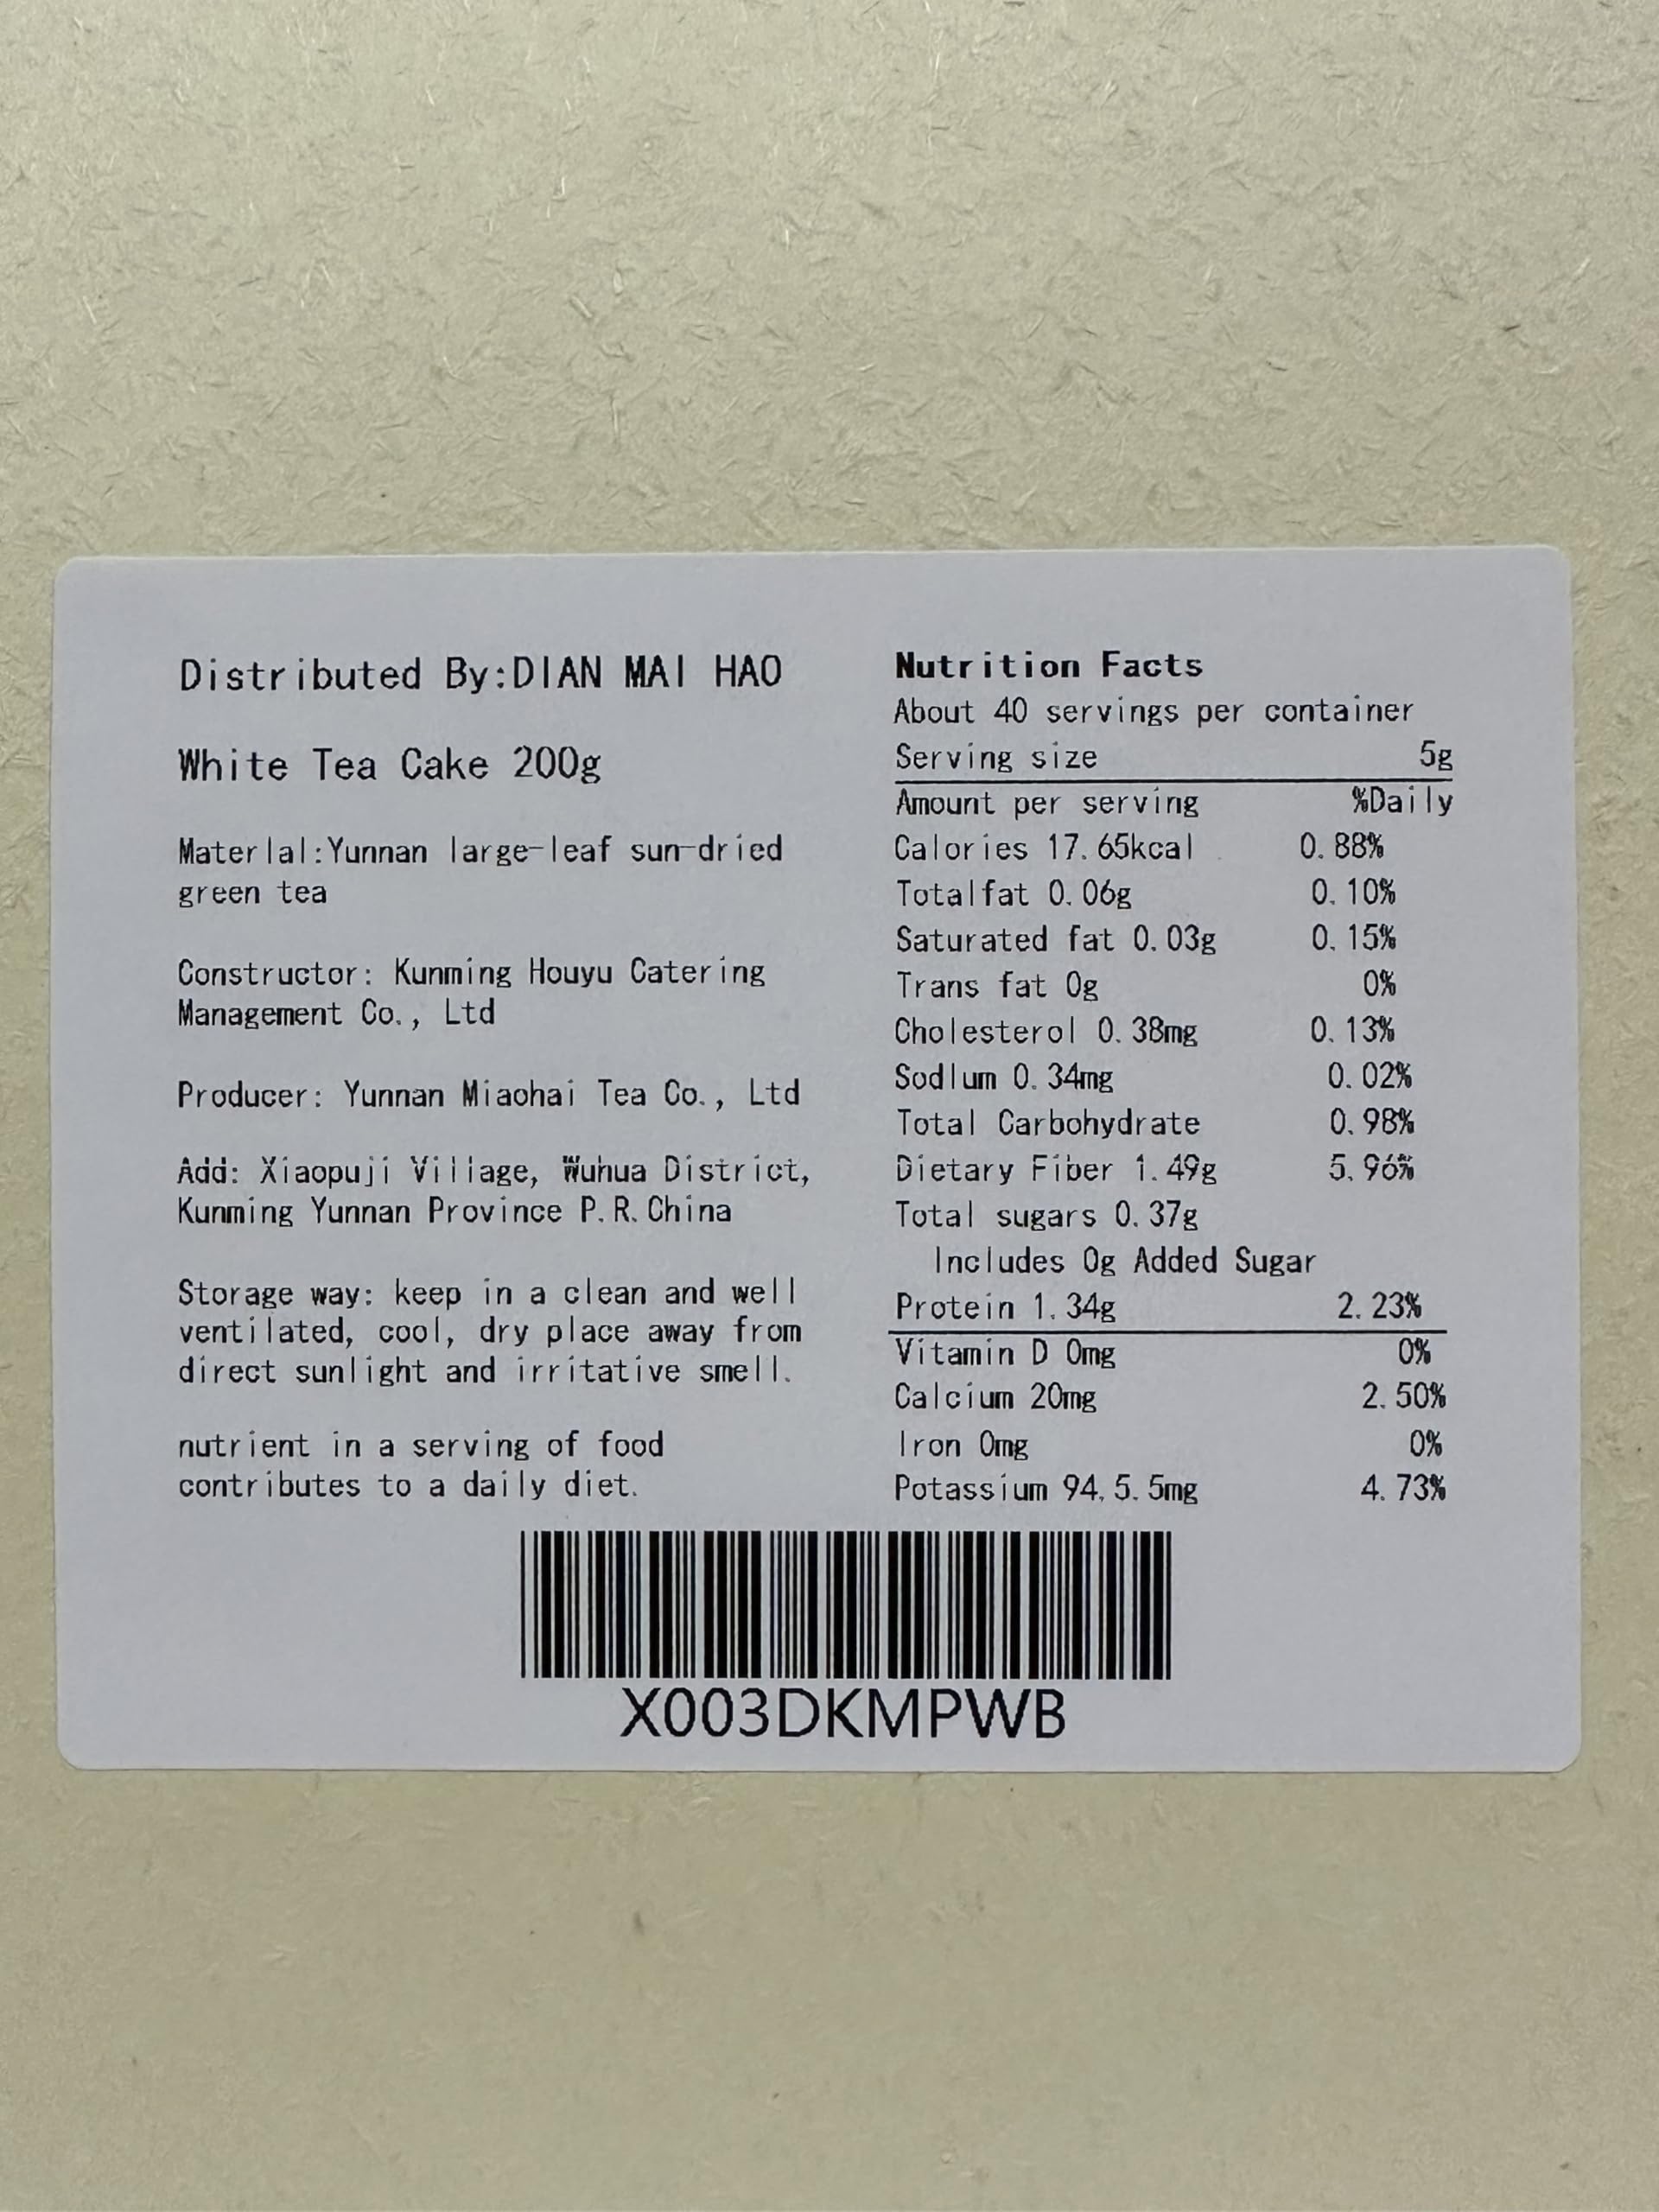 Distributed By:DIAN MAI HAO
White Tea Cake 200g
Materlal:Yunnan large-leaf sun-dried
green tea
Constructor: Kunming Houyu Catering
Management Co., Ltd
Producer: Yunnan Miaohai Tea Co., Ltd
Add: Xiaopuji Village, Wuhua District,
Kunming Yunnan Province P.R.China
Storage way: keep in a clean and well
ventilated, cool, dry place away from
direct sunlight and irritative smell.
nutrient in a serving of food
contributes to a daily diet.
Nutrition Facts
About 40 servings per container
Serving size 5g
Amount per serving %Daily
Calories 17.65kcal 0.88%
Totalfat 0.06g 0.10%
Saturated fat 0.03g 0.15%
Trans fat 0g 0%
Cholesterol 0.38mg 0.13%
Sodlum 0.34mg 0.02%
Total Carbohydrate 0.98%
Dietary Fiber 1.49g 5.96%
Total sugars 0.37g
Includes 0g Added Sugar
Protein 1.34g 2.23%
Vitamin D 0mg 0%
Calcium 20mg 2.50%
Iron 0mg 0%
Potassium 94,5.5mg 4.73%
X003DKMPWB